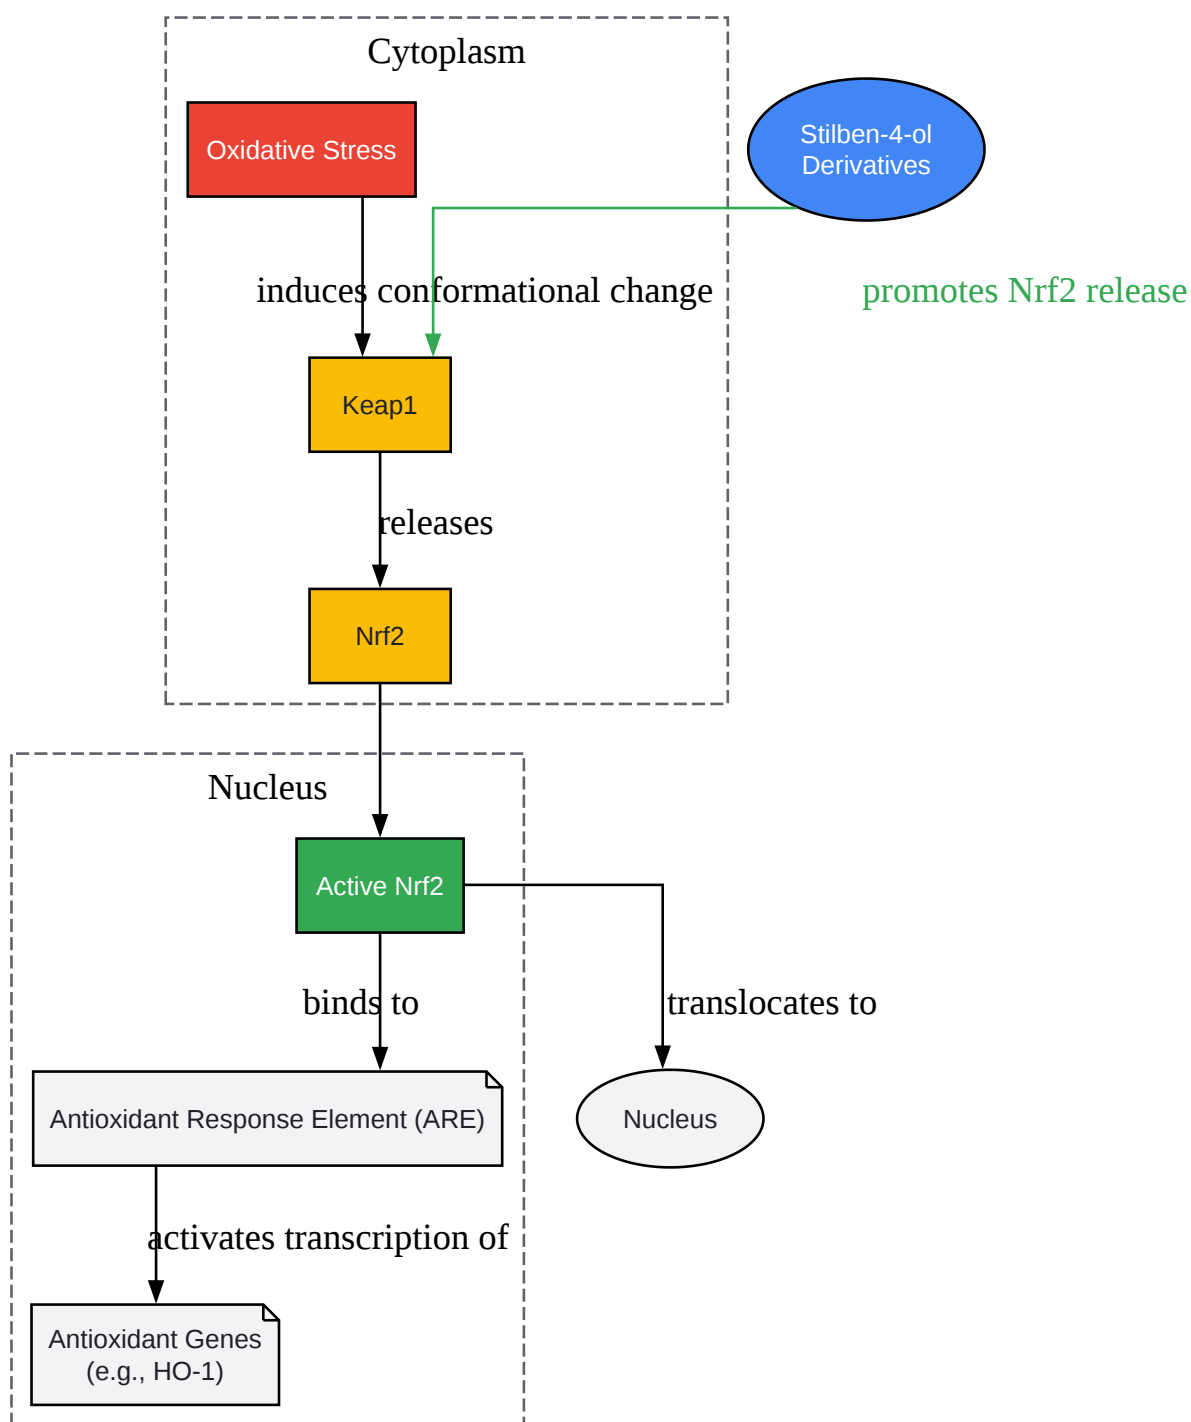 Cytoplasm
Oxidative Stress
Stilben-4-ol
Derivatives
induces conformational change
promotes Nrf2 release
Keap1
releases
Nrf2
Nucleus
Active Nrf2
binds to
translocates to
Antioxidant Response Element (ARE)
Nucleus
activates transcription of
Antioxidant Genes
(e.g., HO-1)